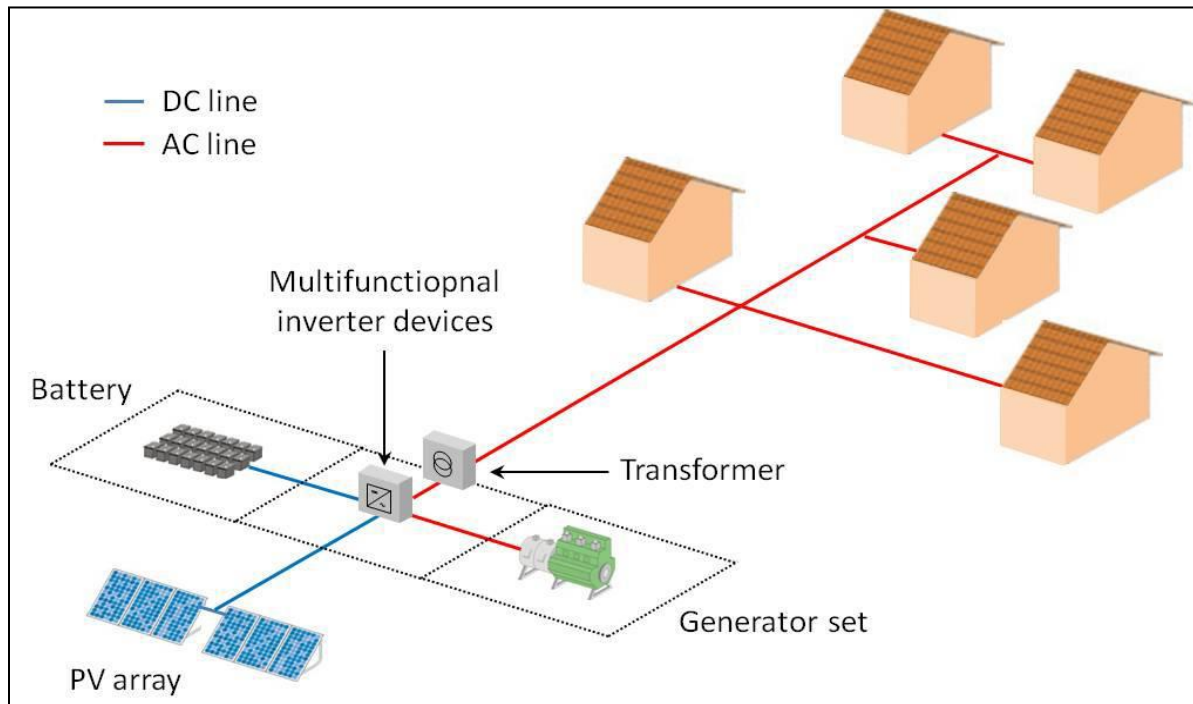 DC line
AC line
Multifunctiopnal
inverter devices
Battery
Transformer
Generator set
PV array